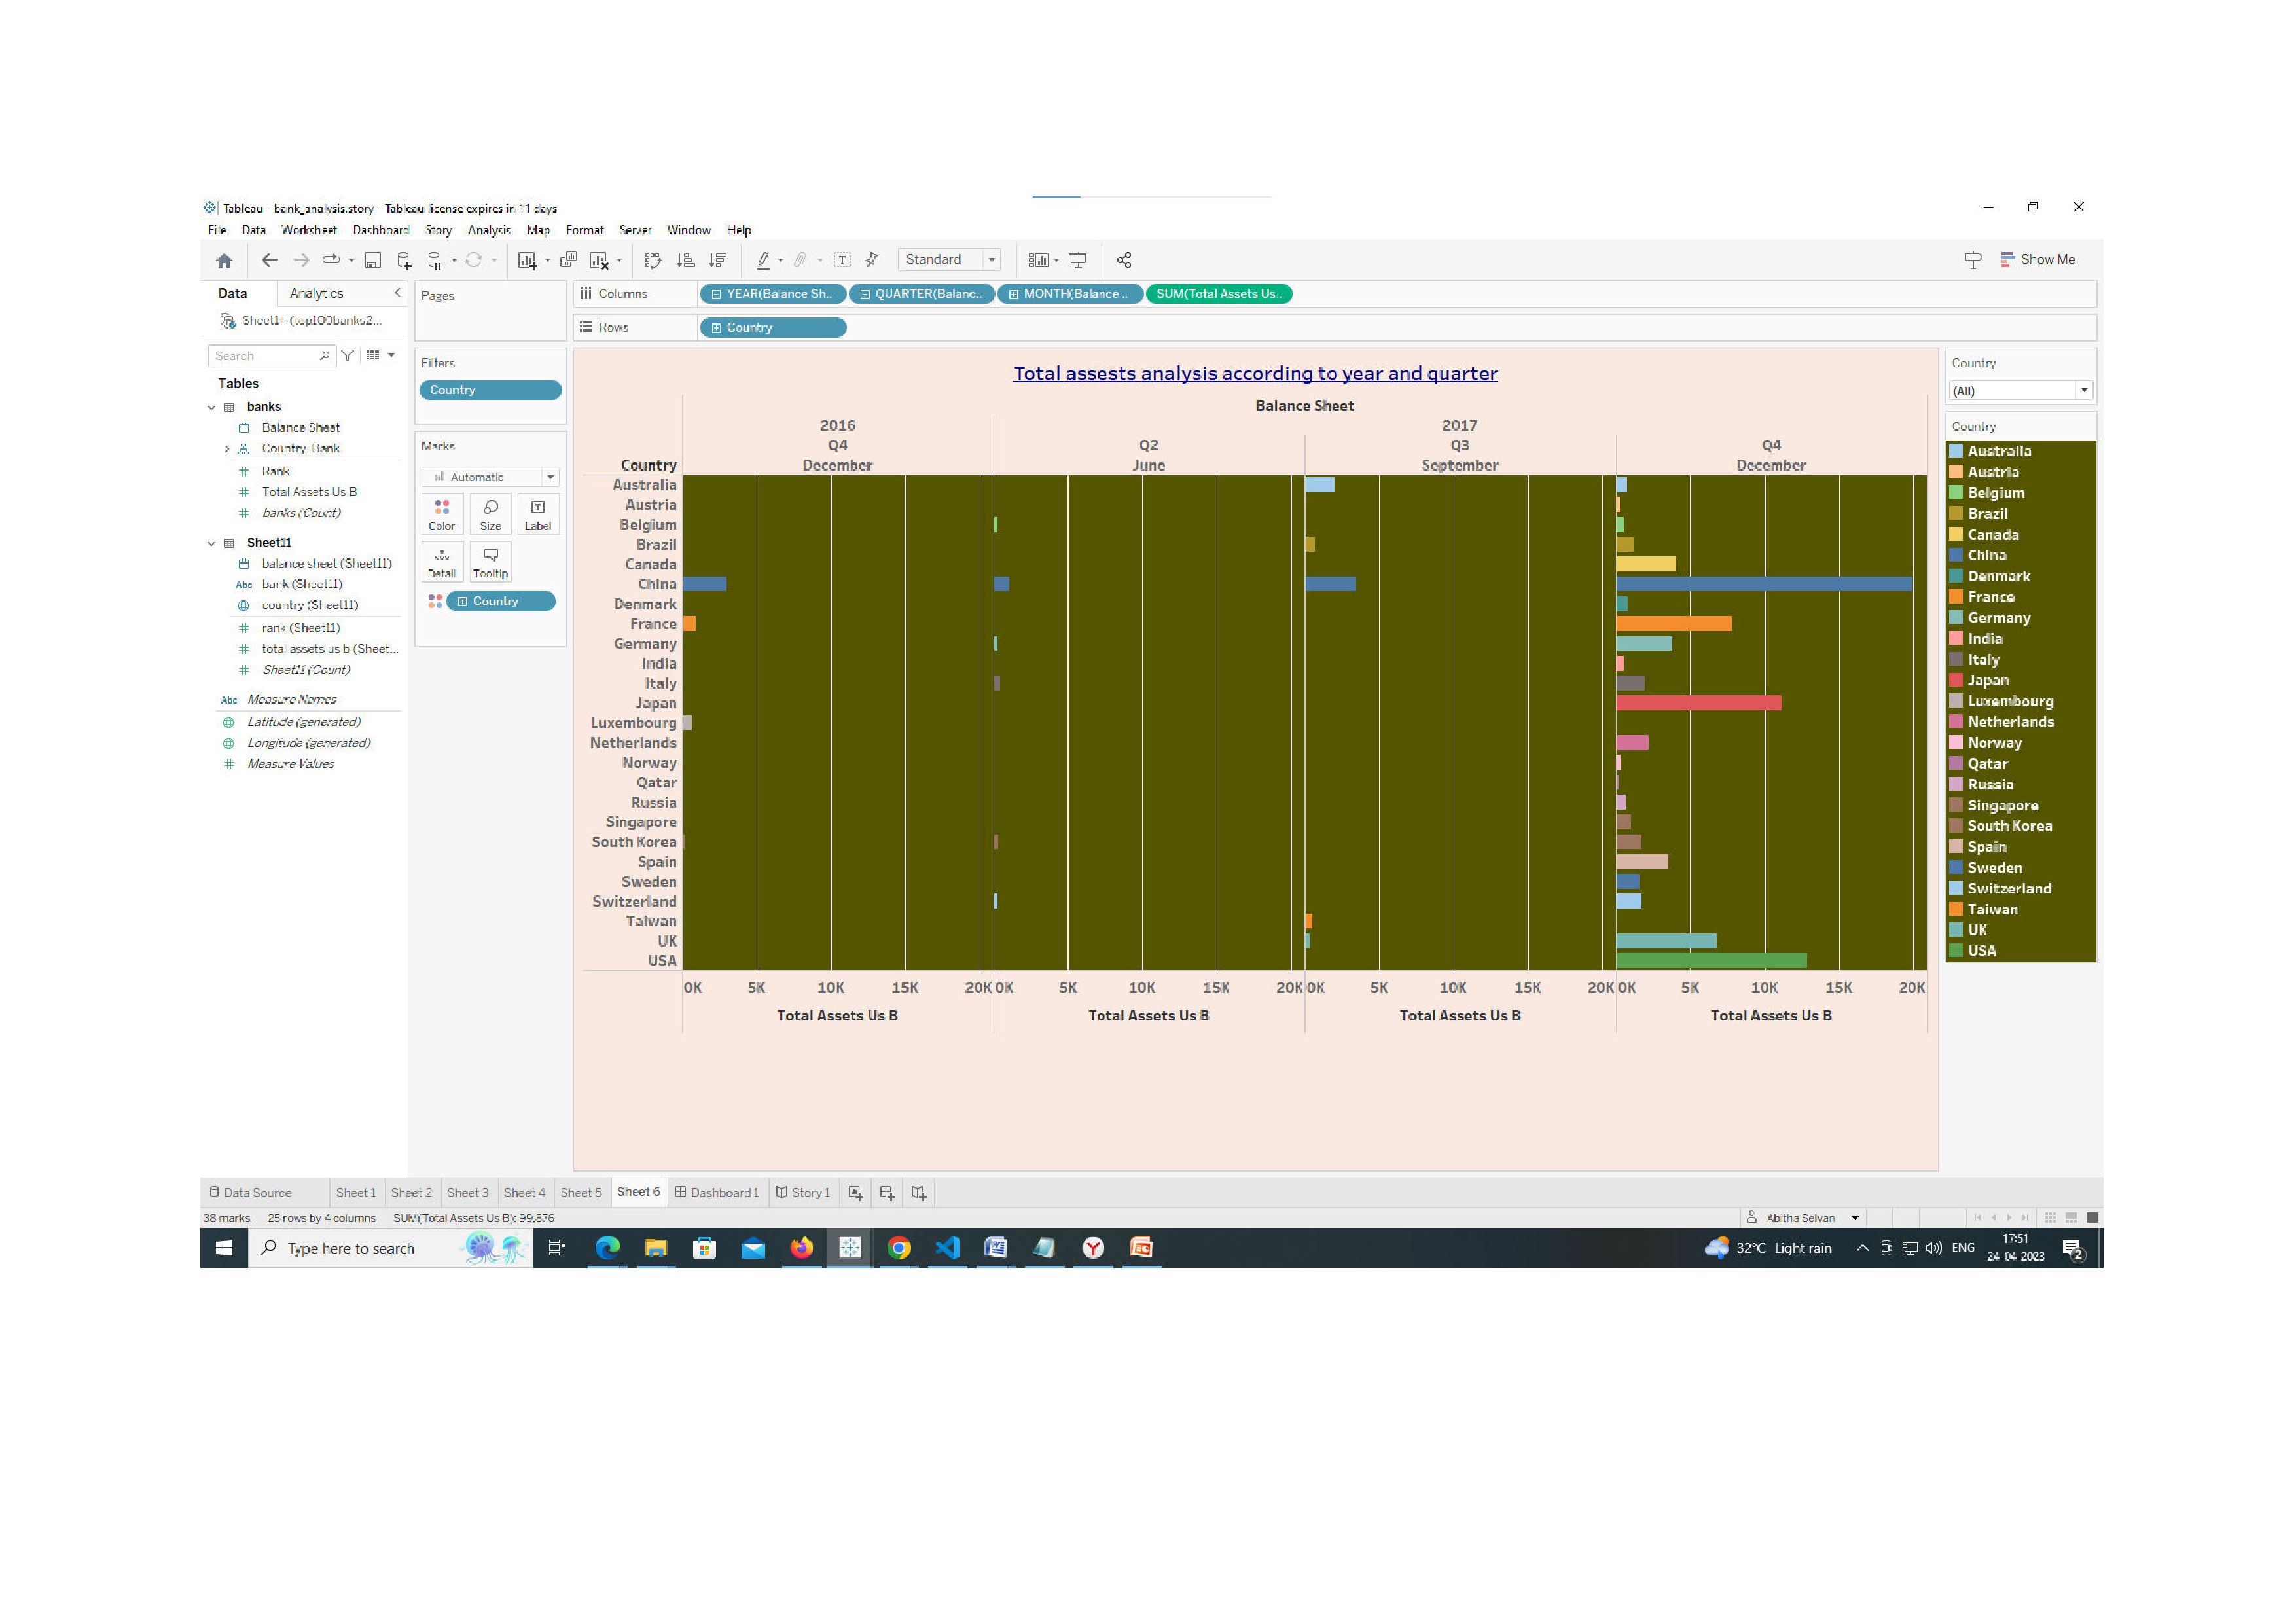 Tableau - bank_analysis.story - Tableau license expires in 11 days
File Data Worksheet Dashboard Story Analysis Map Format Server Window Help
Standard
Show Me
Data Analytics
Sheet1+ (top100banks2...
Search
Tables
banks
Balance Sheet
Country, Bank
Rank
Total Assets Us B
banks (Count)
Sheet11
balance sheet (Sheet11)
Abc bank (Sheet11)
country (Sheet11)
rank (Sheet11)
total assets us b (Sheet...
Sheet11 (Count)
Abc Measure Names
Latitude (generated)
Longitude (generated)
Measure Values
Pages
Filters
Country
Marks
Automatic
Color Size Label
Detail Tooltip
Country
Columns YEAR(Balance Sh.. QUARTER(Balanc.. MONTH(Balance .. SUM(Total Assets Us..
Rows Country
Total assests analysis according to year and quarter
Balance Sheet
2016 2017
Q4 Q2 Q3 Q4
Country December June September December
Australia
Austria
Belgium
Brazil
Canada
China
Denmark
France
Germany
India
Italy
Japan
Luxembourg
Netherlands
Norway
Qatar
Russia
Singapore
South Korea
Spain
Sweden
Switzerland
Taiwan
UK
USA
0K 5K 10K 15K 20K 0K 5K 10K 15K 20K 0K 5K 10K 15K 20K 0K 5K 10K 15K 20K
Total Assets Us B Total Assets Us B Total Assets Us B Total Assets Us B
Country
(All)
Country
Australia
Austria
Belgium
Brazil
Canada
China
Denmark
France
Germany
India
Italy
Japan
Luxembourg
Netherlands
Norway
Qatar
Russia
Singapore
South Korea
Spain
Sweden
Switzerland
Taiwan
UK
USA
Data Source Sheet 1 Sheet 2 Sheet 3 Sheet 4 Sheet 5 Sheet 6 Dashboard 1 Story 1
38 marks 25 rows by 4 columns SUM(Total Assets Us B): 99,876
Abitha Selvan
Type here to search
32°C Light rain
ENG
17:51
24-04-2023
2